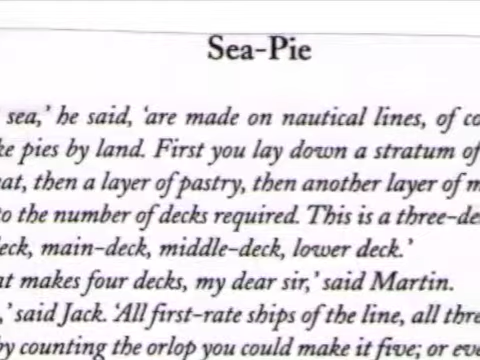 Sea-Pie
sea,' he said, 'are made on nautical lines, of co
ke pies by land. First you lay down a stratum of
at, then a layer of pastry, then another layer of m
o the number of decks required. This is a three-de
eck, main-deck, middle-deck, lower deck.'
at makes four decks, my dear sir,' said Martin.
,' said Jack. 'All first-rate ships of the line, all thre
by counting the orlop you could make it five; or eve